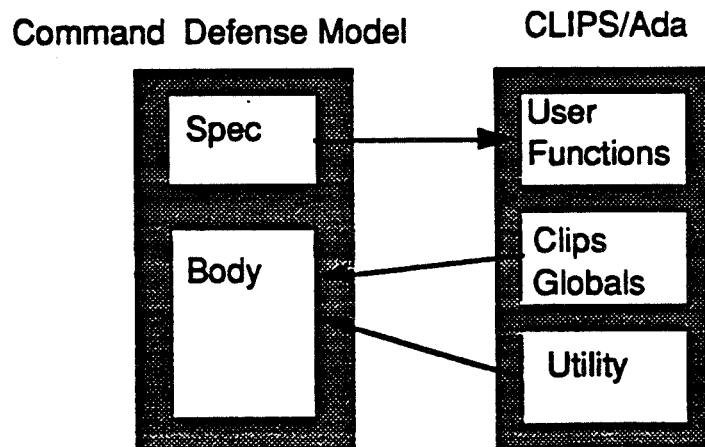 Command Defense Model
CLIPS/Ada
Spec
User
Functions
Body
Clips
Globals
Utility